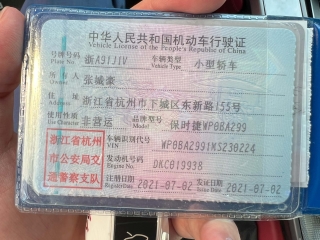 中华人民共和国机动车行驶证
Vehicle License of the People's Republic of China
号牌号码 浙A91J1V 车辆类型 小型轿车
Plate No. Vehicle Type
所有人 张斌豪
Owner
住址 浙江省杭州市下城区东新路155号
Address
使用性质 非营运 品牌型号 保时捷WP0BA299
Use Character Model
浙江省杭州
市公安局交
通警察支队
车辆识别代号 WP0BA2991KS230224
VIN
发动机号码 DKC019938
Engine No.
注册日期 2021-07-02 发证日期 2021-07-02
Register Date Issue Date